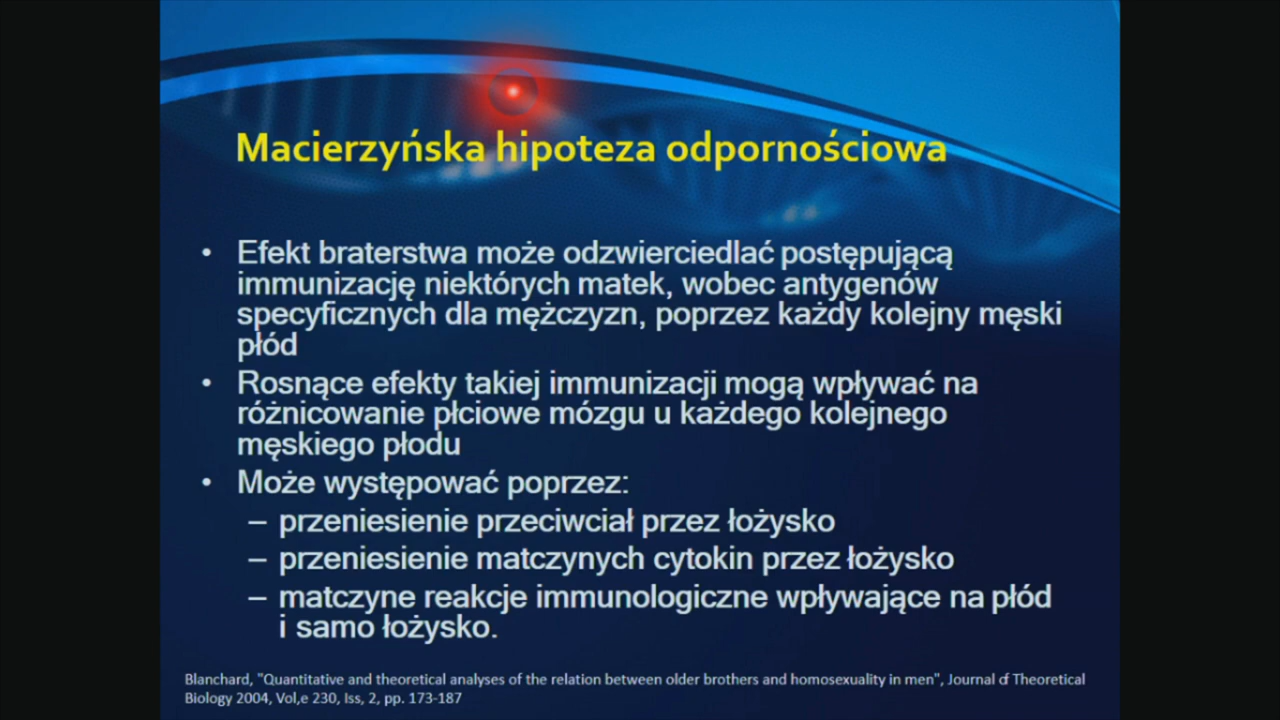 Macierzyńska hipoteza odpornościowa
• Efekt braterstwa może odzwierciedlać postępującą
immunizację niektórych matek, wobec antygenów
specyficznych dla mężczyzn, poprzez każdy kolejny męski
płód
• Rosnące efekty takiej immunizacji mogą wpływać na
różnicowanie płciowe mózgu u każdego kolejnego
męskiego płodu
• Może występować poprzez:
– przeniesienie przeciwciał przez łożysko
– przeniesienie matczynych cytokin przez łożysko
– matczyne reakcje immunologiczne wpływające na płód
i samo łożysko.
Blanchard, "Quantitative and theoretical analyses of the relation between older brothers and homosexuality in men", Journal of Theoretical
Biology 2004, Vol,e 230, Iss, 2, pp. 173-187